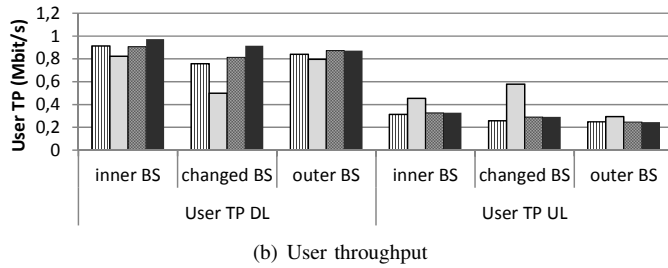 User TP (Mbit/s)
1,2
1
0,8
0,6
0,4
0,2
0
inner BS changed BS outer BS inner BS changed BS outer BS
User TP DL User TP UL
(b) User throughput